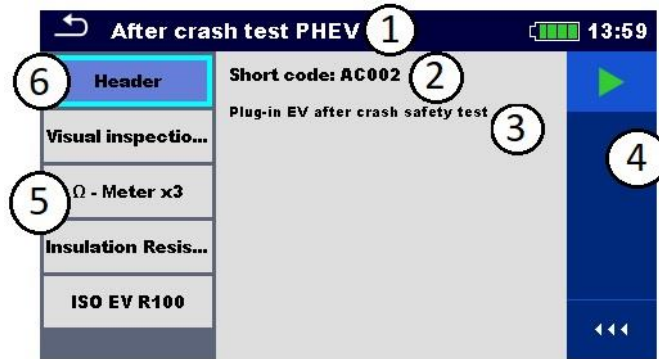 After crash test PHEV 1 13:59
6 Header
Short code: AC002 2
Plug-in EV after crash safety test 3
4
Visual inspectio...
5 Ω - Meter x3
Insulation Resis...
ISO EV R100